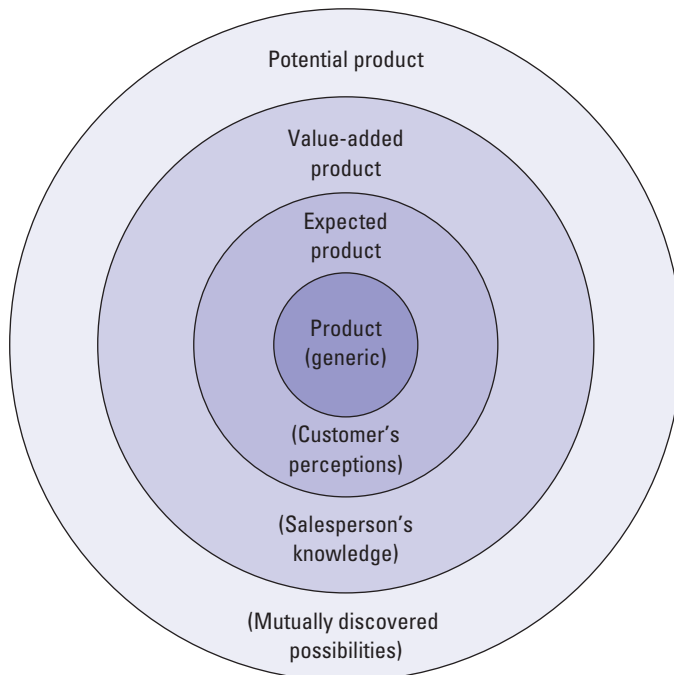 Potential product
Value-added
product
Expected
product
Product
(generic)
(Customer's
perceptions)
(Salesperson's
knowledge)
(Mutually discovered
possibilities)